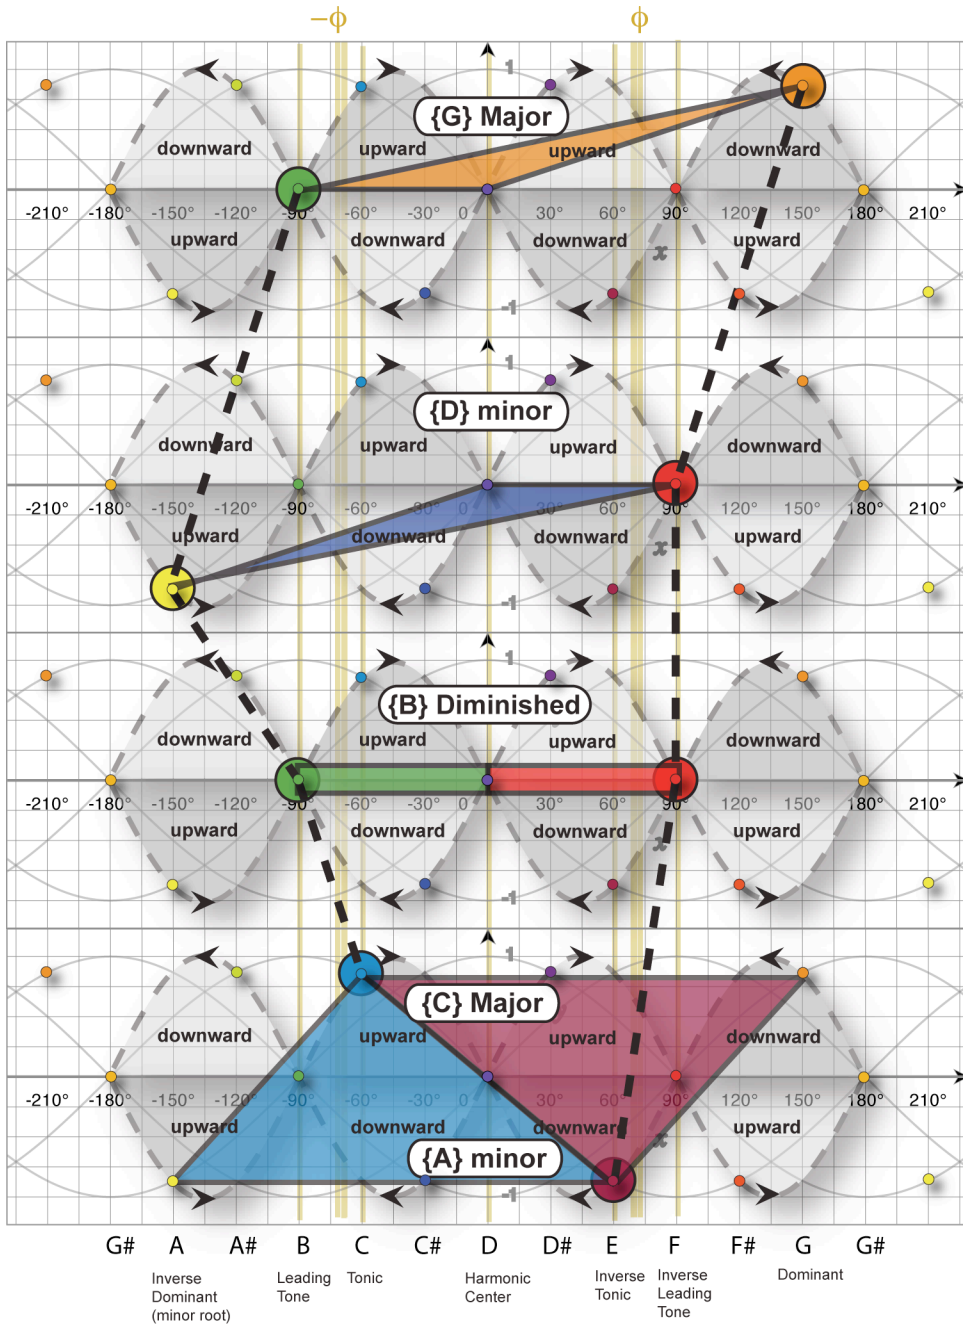 −ϕ ϕ
1
{G} Major
downward upward upward downward
-210° -180° -150° -120° -90° -60° -30° 0 30° 60° 90° 120° 150° 180° 210°
upward downward downward upward
x
-1
1
{D} minor
downward upward upward downward
-210° -180° -150° -120° -90° -60° -30° 0 30° 60° 90° 120° 150° 180° 210°
upward downward downward upward
x
-1
1
{B} Diminished
downward upward upward downward
-210° -180° -150° -120° -90° -60° -30° 0 30° 60° 90° 120° 150° 180° 210°
upward downward downward upward
x
-1
1
{C} Major
downward upward upward downward
-210° -180° -150° -120° -90° -60° -30° 0 30° 60° 90° 120° 150° 180° 210°
upward downward downward upward
x
{A} minor
-1
G# A A# B C C# D D# E F F# G G#
Inverse Dominant (minor root)
Leading Tone
Tonic
Harmonic Center
Inverse Tonic
Inverse Leading Tone
Dominant